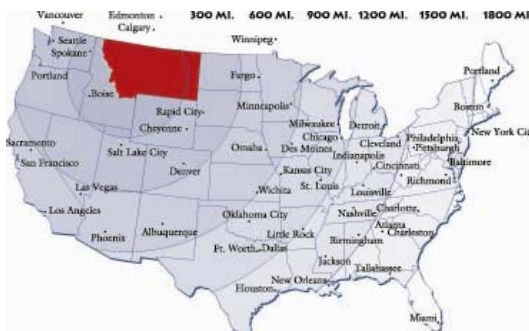 Vancouver
Edmonton
Calgary
300 MI. 600 MI. 900 MI. 1200 MI. 1500 MI. 1800 MI.
Winnipeg
Seattle
Spokane
Portland
Boise
Fargo
Portland
Rapid City
Minneapolis
Boston
Cheyenne
Milwaukee
Detroit
Chicago
New York City
Sacramento
Salt Lake City
Omaha
Des Moines
Cleveland
Philadelphia
Pittsburgh
San Francisco
Denver
Indianapolis
Baltimore
Kansas City
Cincinnati
Las Vegas
Wichita
St. Louis
Richmond
Louisville
Los Angeles
Oklahoma City
Nashville
Charlotte
Phoenix
Albuquerque
Little Rock
Atlanta
Charleston
Ft. Worth
Dallas
Birmingham
Jackson
Tallahassee
Houston
New Orleans
Miami